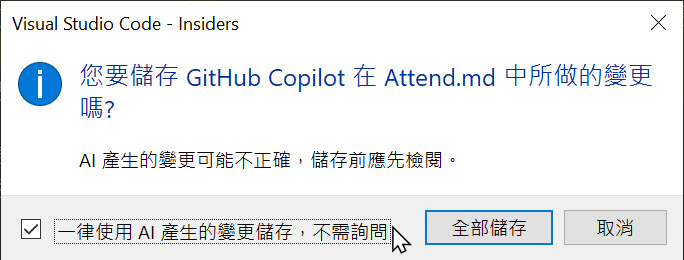 Visual Studio Code - Insiders
您要儲存 GitHub Copilot 在 Attend.md 中所做的變更
嗎?
AI 產生的變更可能不正確，儲存前應先檢閱。
一律使用 AI 產生的變更儲存，不需詢問
全部儲存
取消